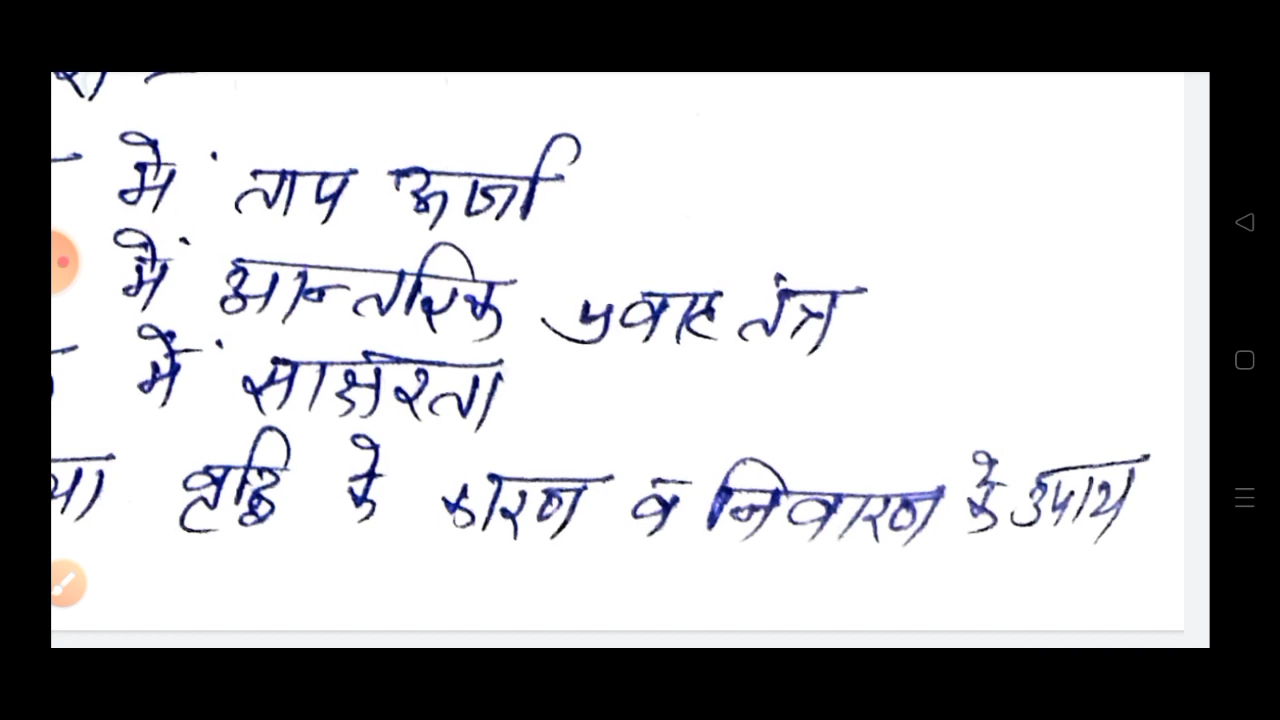 में ताप ऊर्जा
में आन्तरिक प्रवाह तंत्र
में साक्षरता
या वृद्धि के कारण व निवारण के उपाय